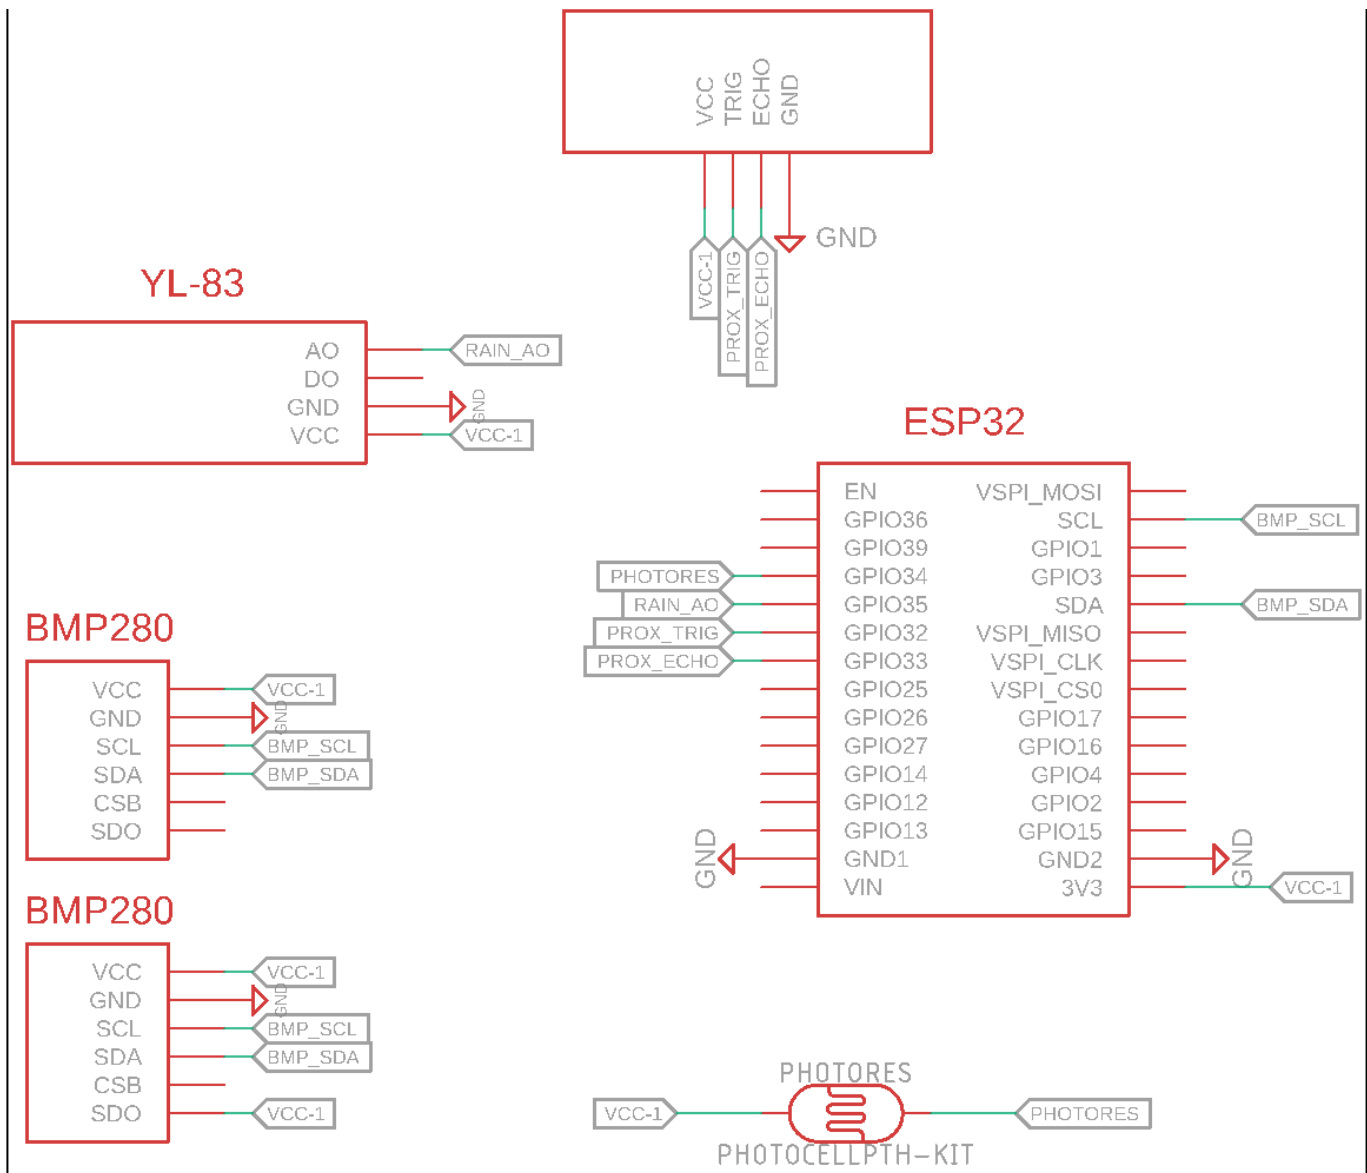 VCC
TRIG
ECHO
GND
VCC-1
PROX_TRIG
PROX_ECHO
GND
YL-83
AO RAIN_AO
DO
GND GND
VCC VCC-1
ESP32
EN VSPI_MOSI
GPIO36 SCL BMP_SCL
GPIO39 GPIO1
PHOTORES GPIO34 GPIO3
RAIN_AO GPIO35 SDA BMP_SDA
PROX_TRIG GPIO32 VSPI_MISO
PROX_ECHO GPIO33 VSPI_CLK
GPIO25 VSPI_CS0
GPIO26 GPIO17
GPIO27 GPIO16
GPIO14 GPIO4
GPIO12 GPIO2
GPIO13 GPIO15
GND GND1 GND2 GND
VIN 3V3 VCC-1
BMP280
VCC VCC-1
GND GND
SCL BMP_SCL
SDA BMP_SDA
CSB
SDO
BMP280
VCC VCC-1
GND GND
SCL BMP_SCL
SDA BMP_SDA
CSB
SDO VCC-1
PHOTORES
VCC-1 PHOTORES
PHOTOCELLPTH-KIT